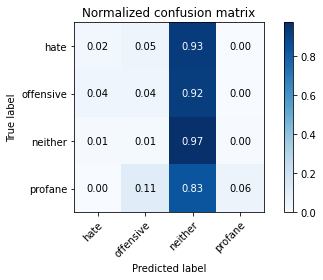 Normalized confusion matrix
True label
hate 0.02 0.05 0.93 0.00
offensive 0.04 0.04 0.92 0.00
neither 0.01 0.01 0.97 0.00
profane 0.00 0.11 0.83 0.06
hate offensive neither profane
Predicted label
0.8
0.6
0.4
0.2
0.0